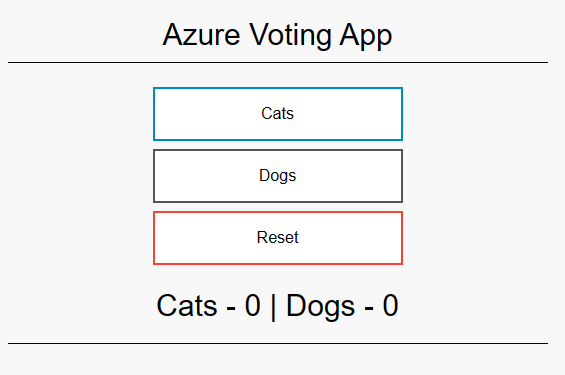 Azure Voting App
Cats
Dogs
Reset
Cats - 0 | Dogs - 0